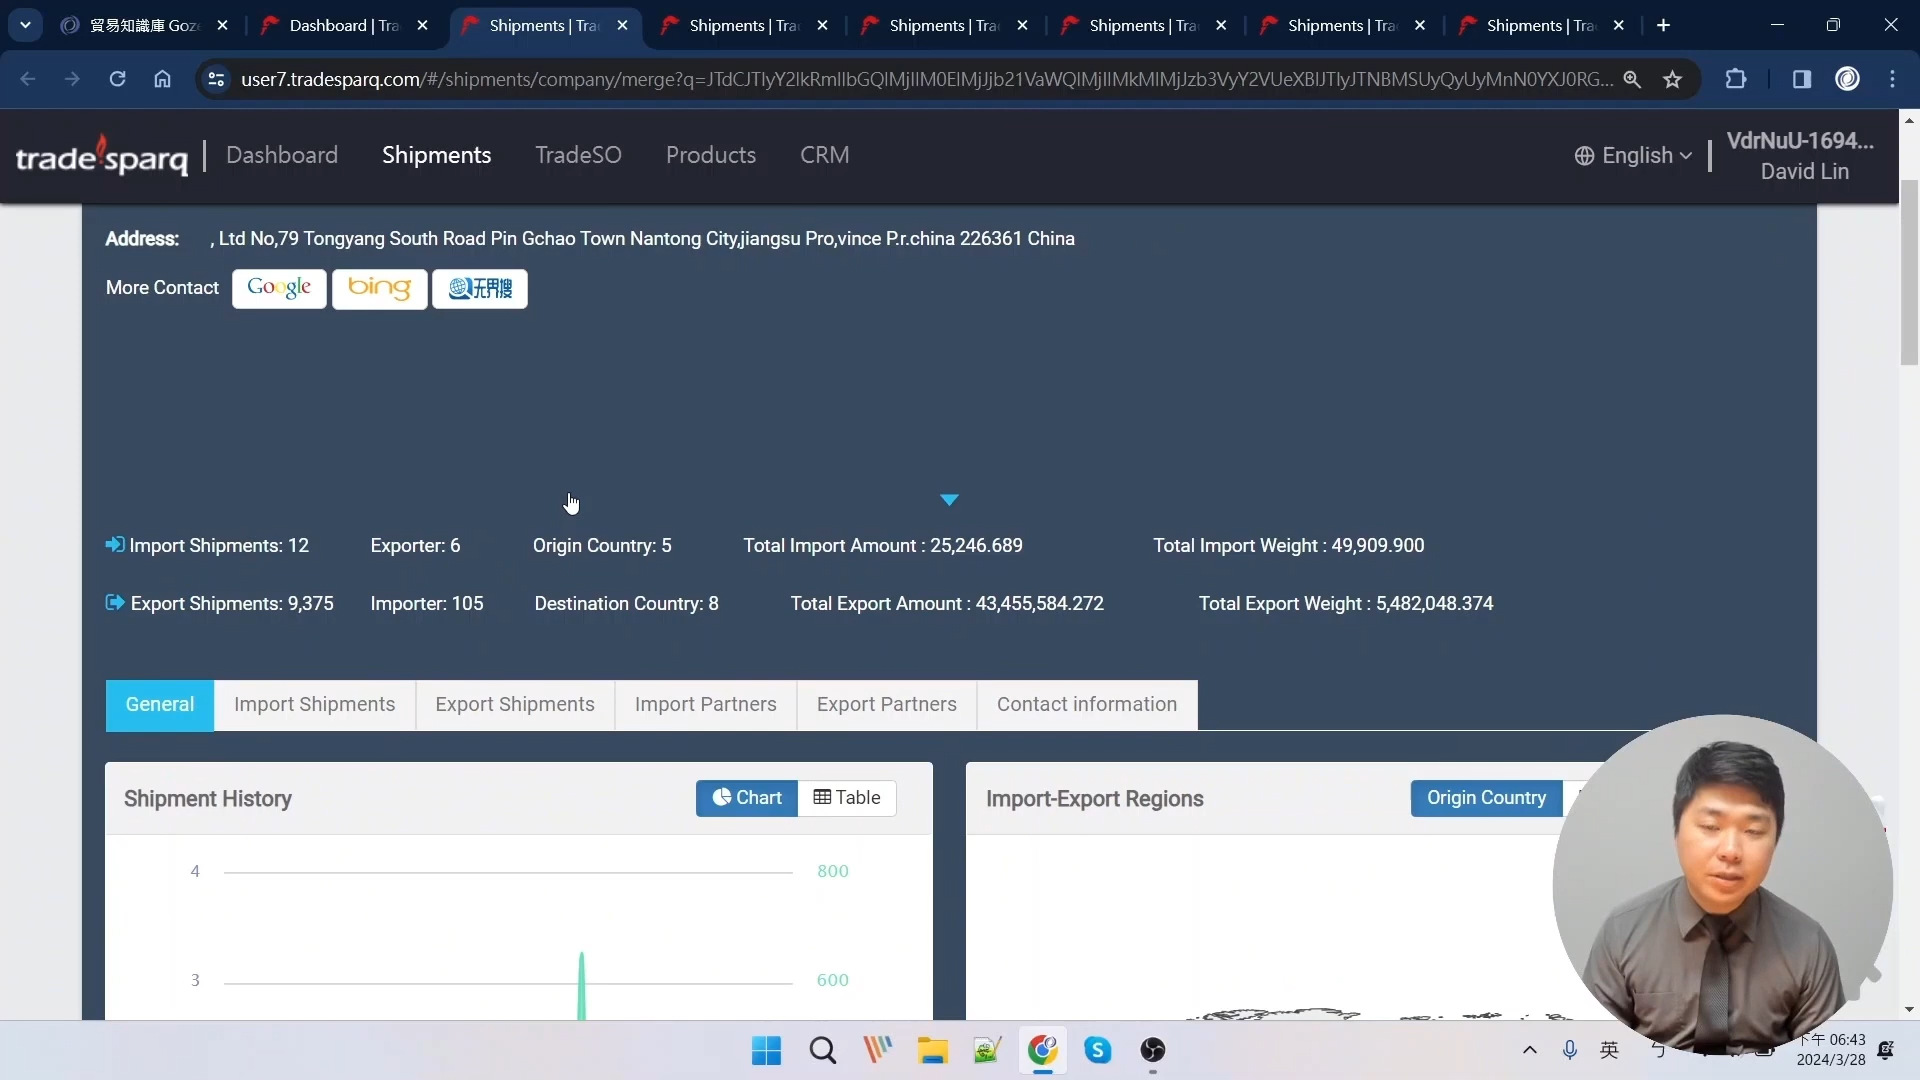 貿易知識庫 Goze
Dashboard | Tra
Shipments | Tra
Shipments | Tra
Shipments | Tra
Shipments | Tra
Shipments | Tra
Shipments | Tra
user7.tradesparq.com/#/shipments/company/merge?q=JTdCJTIyY2lkRmllbGQlMjIlM0ElMjJjb21VaWQlMjIlMkMlMjJzb3VyY2VUeXBlJTIyJTNBMSUyQyUyMnN0YXJ0RG...
tradesparq
Dashboard
Shipments
TradeSO
Products
CRM
English
VdrNuU-1694...
David Lin
Address: , Ltd No,79 Tongyang South Road Pin Gchao Town Nantong City,jiangsu Pro,vince P.r.china 226361 China
More Contact Google bing 无界搜
Import Shipments: 12 Exporter: 6 Origin Country: 5 Total Import Amount : 25,246.689 Total Import Weight : 49,909.900
Export Shipments: 9,375 Importer: 105 Destination Country: 8 Total Export Amount : 43,455,584.272 Total Export Weight : 5,482,048.374
General Import Shipments Export Shipments Import Partners Export Partners Contact information
Shipment History Chart Table
Import-Export Regions Origin Country
4 800
3 600
英
下午 06:43
2024/3/28